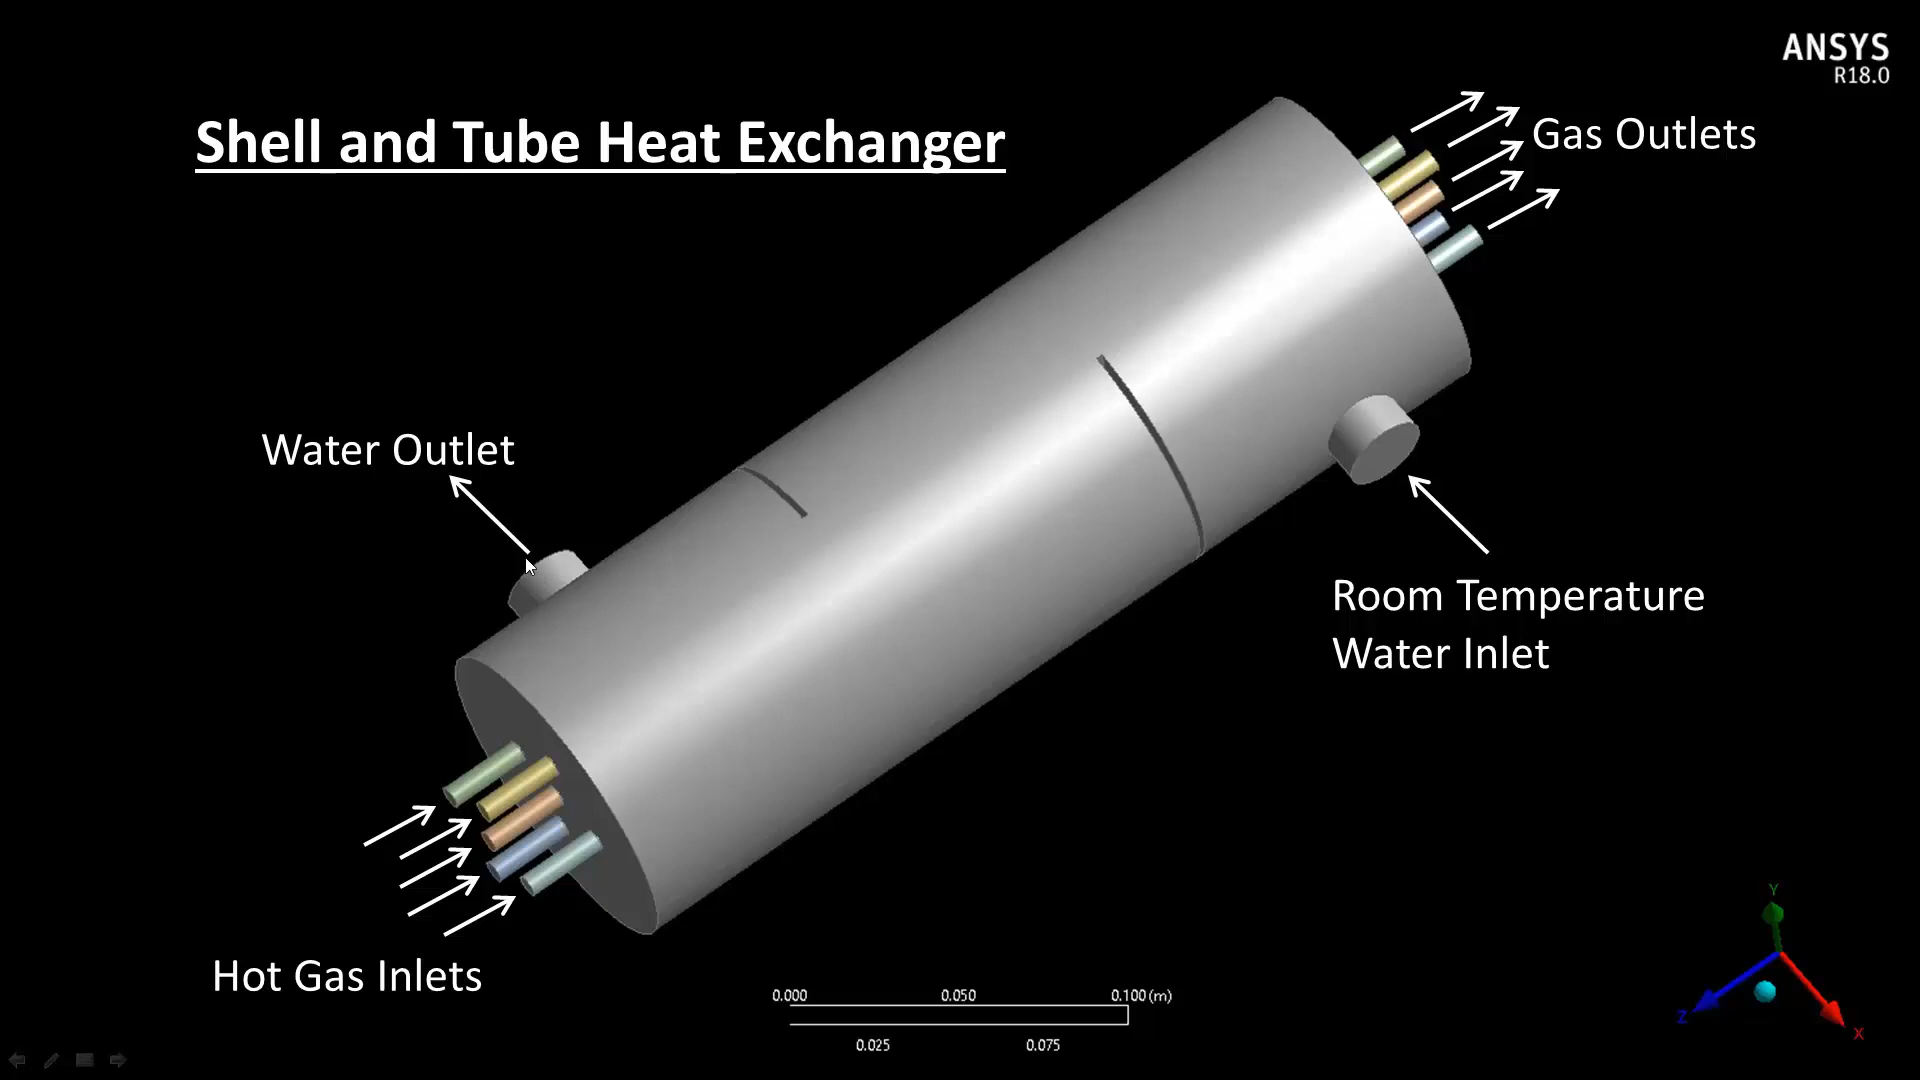 ANSYS
R18.0
Shell and Tube Heat Exchanger
Gas Outlets
Water Outlet
Room Temperature
Water Inlet
Hot Gas Inlets
0.000 0.050 0.100 (m)
0.025 0.075
Y
Z
X